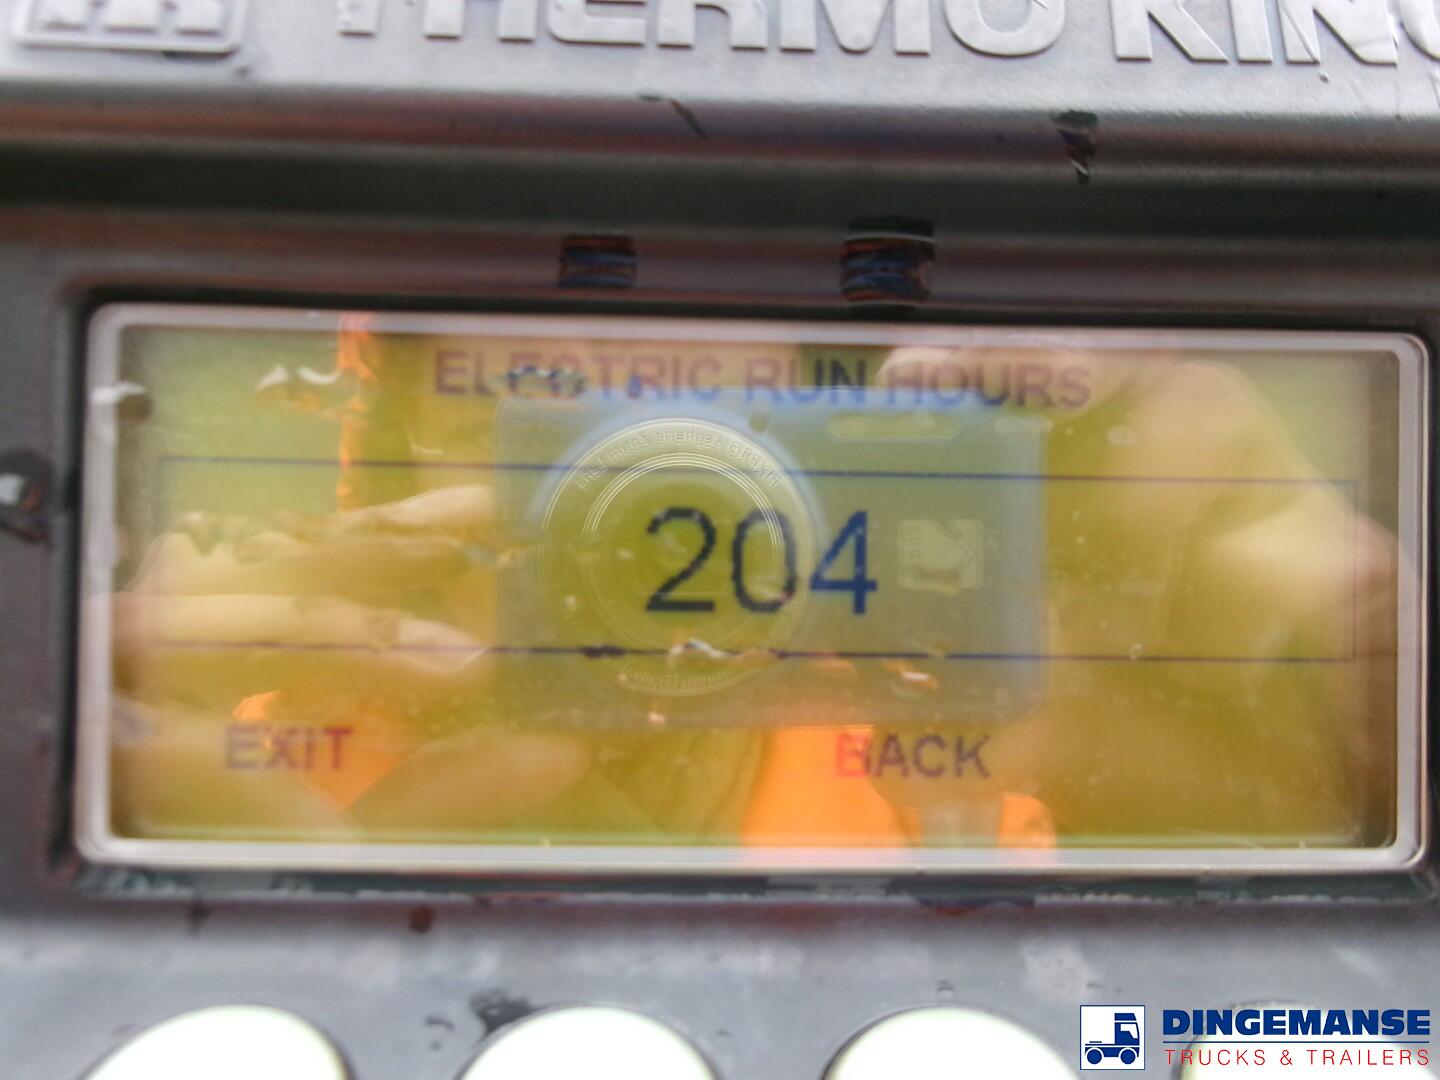 THERMO KING
ELECTRIC RUN HOURS
204
EXIT BACK
DINGEMANSE
TRUCKS & TRAILERS